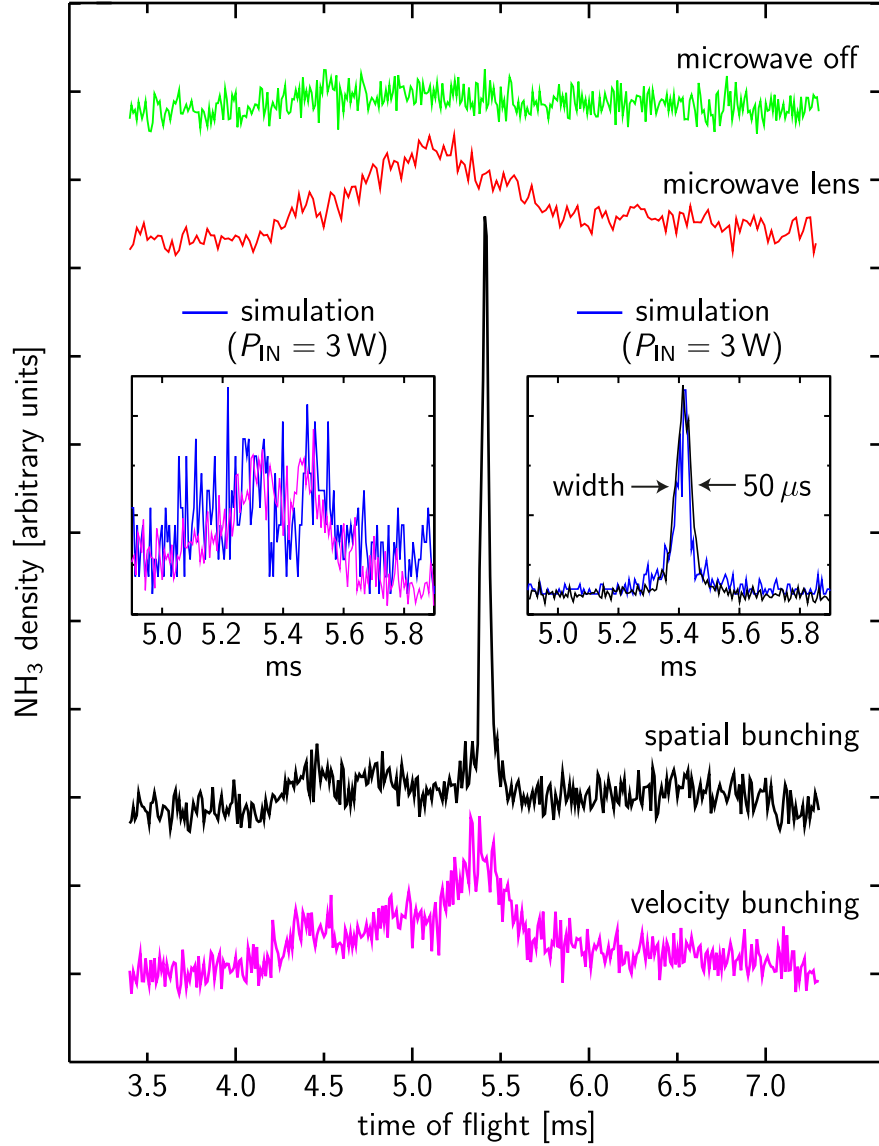 microwave off
microwave lens
simulation
(P_IN = 3 W)
simulation
(P_IN = 3 W)
width
50 μs
5.0 5.2 5.4 5.6 5.8
ms
5.0 5.2 5.4 5.6 5.8
ms
spatial bunching
velocity bunching
NH₃ density [arbitrary units]
3.5 4.0 4.5 5.0 5.5 6.0 6.5 7.0
time of flight [ms]